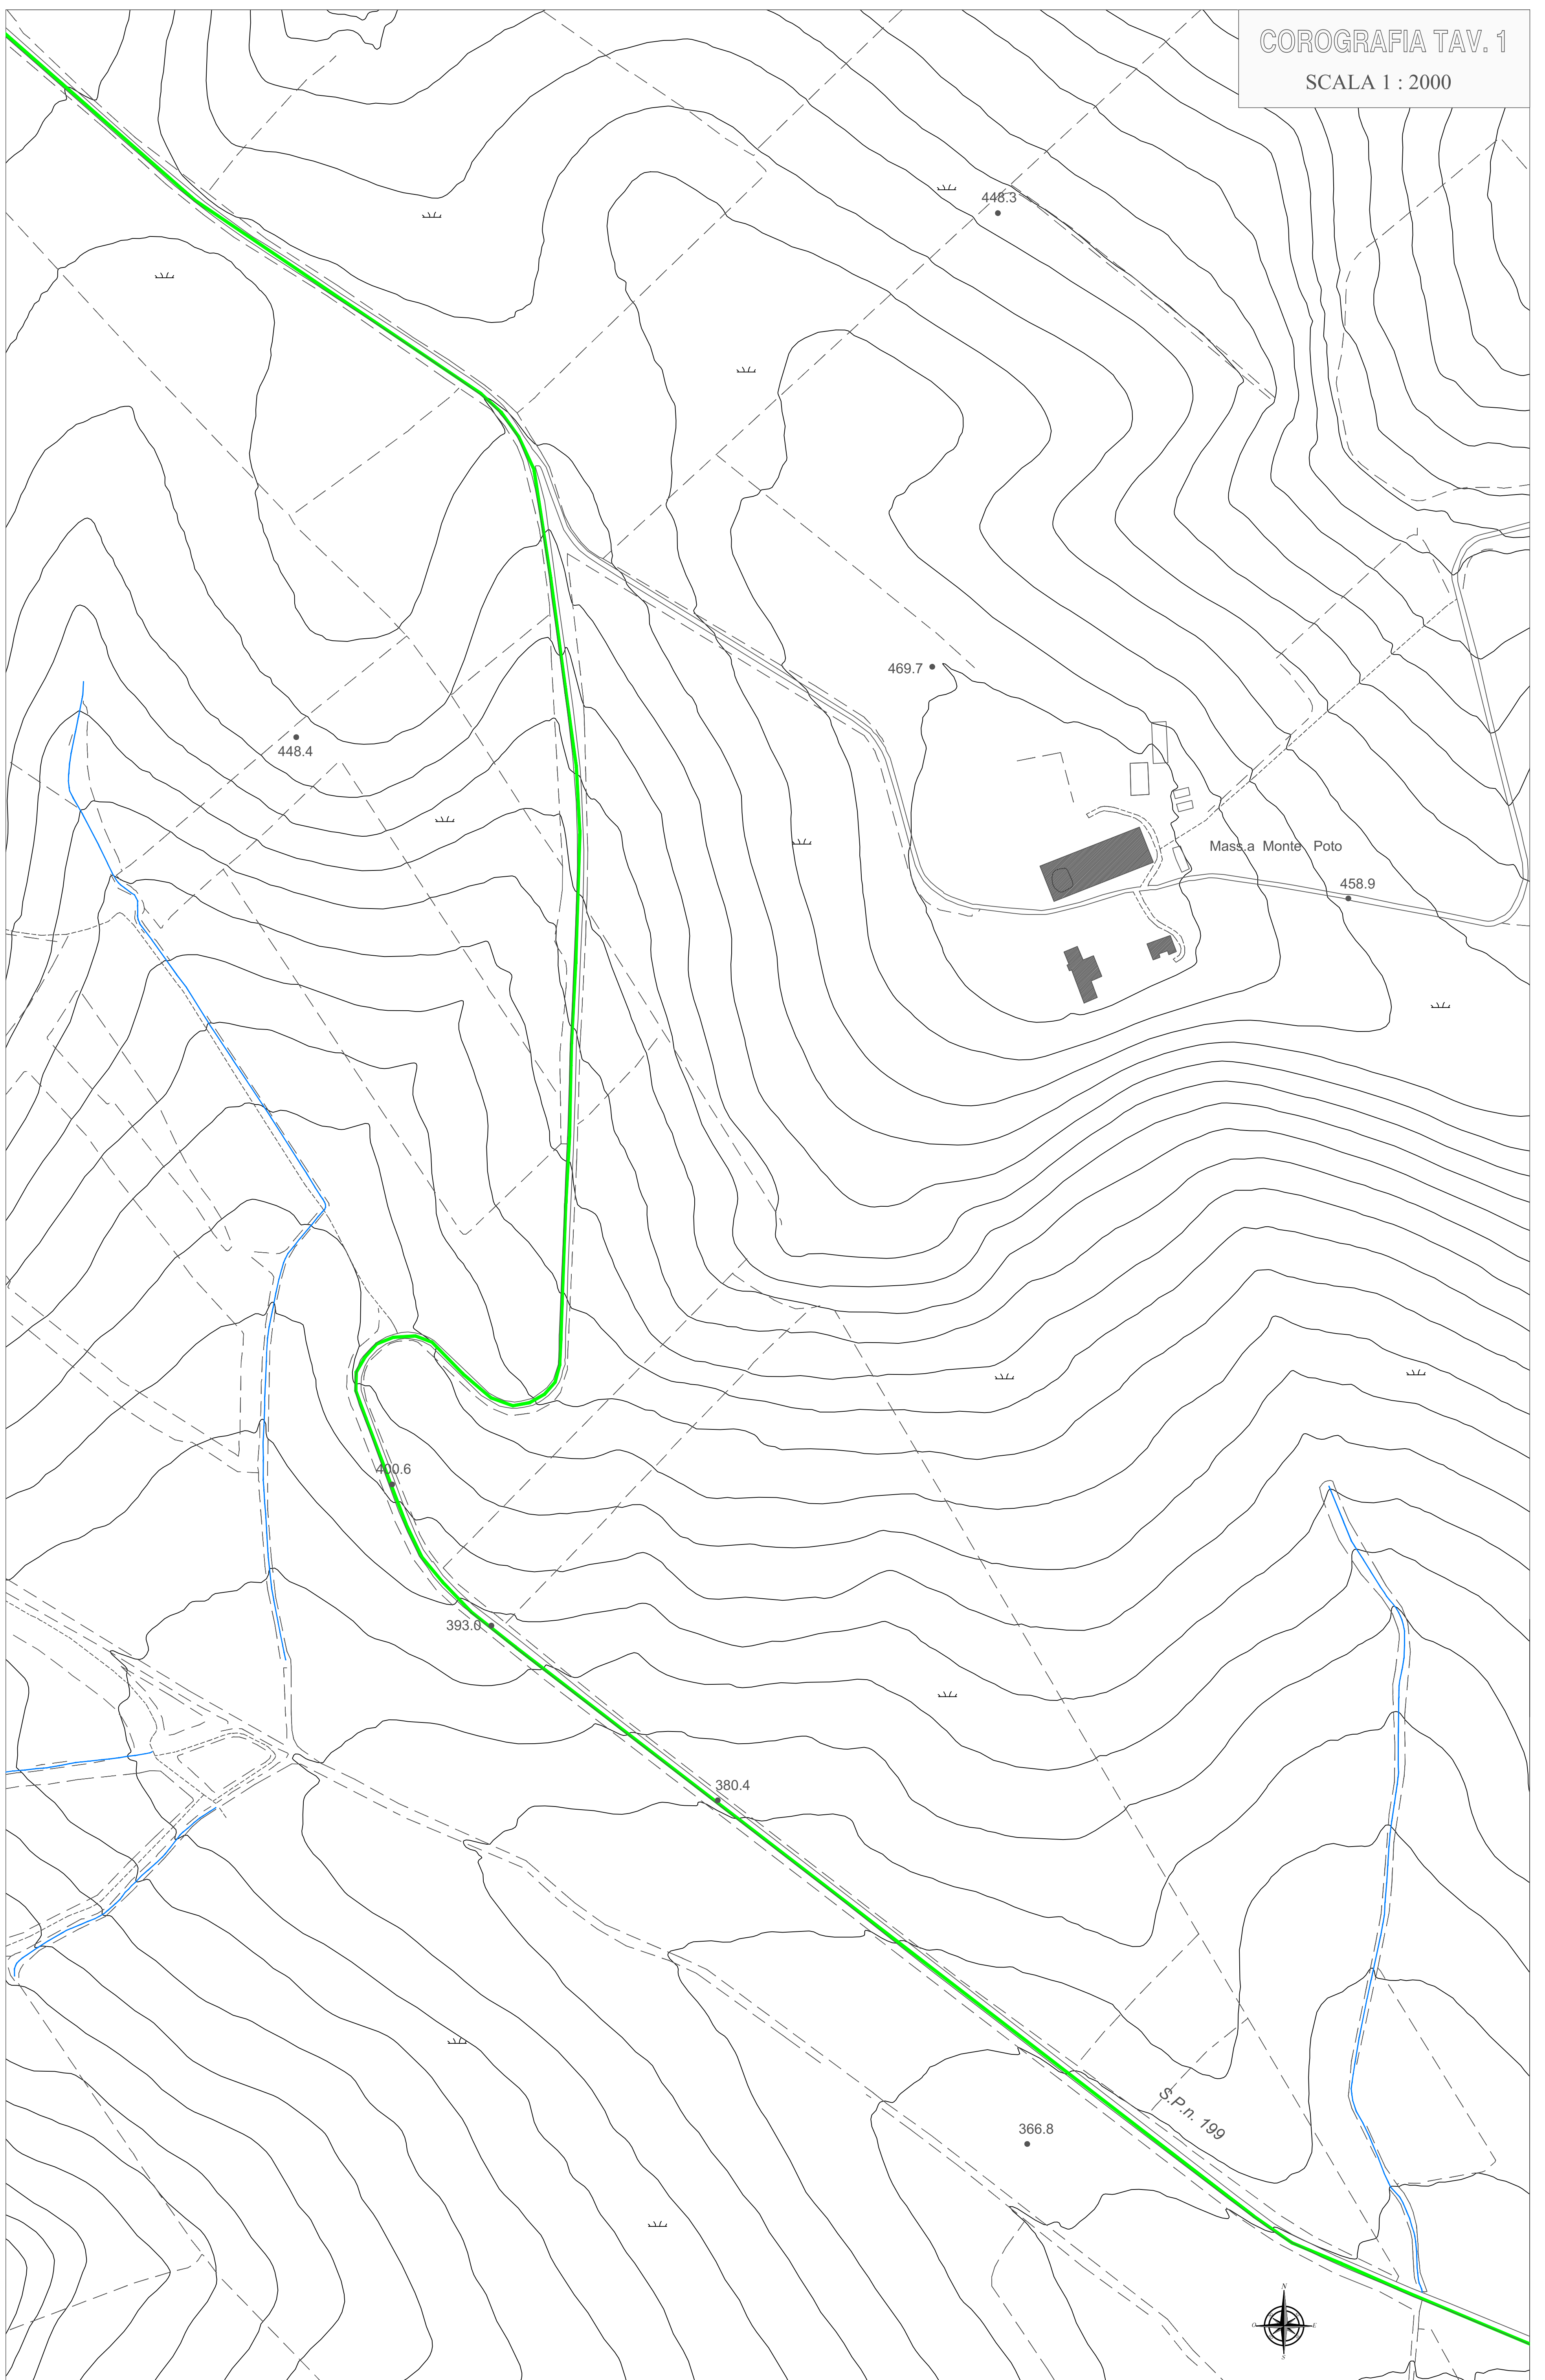 COROGRAFIA TAV. 1
SCALA 1 : 2000
448.3
469.7
448.4
Mass.a Monte Poto
458.9
400.6
393.0
380.4
S.P.n. 199
366.8
N
O
E
S